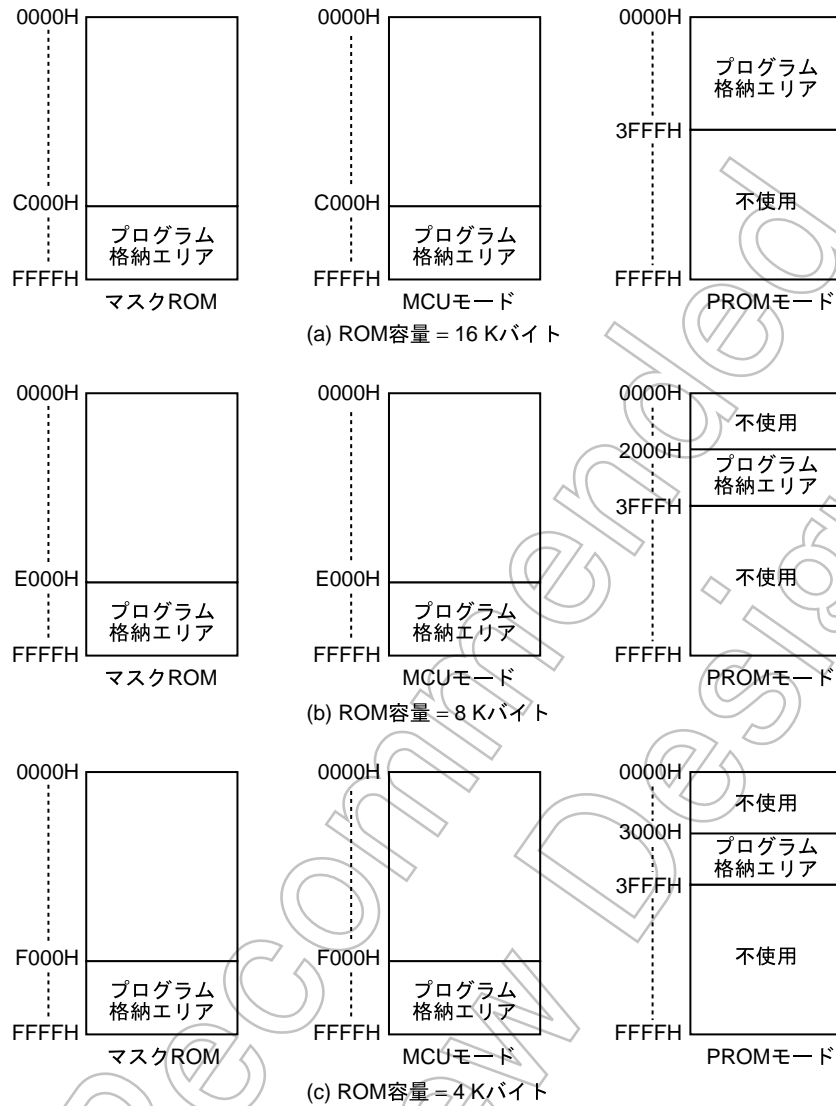 0000H
C000H
プログラム
格納エリア
FFFFH
マスクROM
0000H
C000H
プログラム
格納エリア
FFFFH
MCUモード
0000H
プログラム
格納エリア
3FFFH
不使用
FFFFH
PROMモード
(a) ROM容量 = 16 Kバイト
0000H
E000H
プログラム
格納エリア
FFFFH
マスクROM
0000H
E000H
プログラム
格納エリア
FFFFH
MCUモード
0000H
不使用
2000H
プログラム
格納エリア
3FFFH
不使用
FFFFH
PROMモード
(b) ROM容量 = 8 Kバイト
0000H
F000H
プログラム
格納エリア
FFFFH
マスクROM
0000H
F000H
プログラム
格納エリア
FFFFH
MCUモード
0000H
不使用
3000H
プログラム
格納エリア
3FFFH
不使用
FFFFH
PROMモード
(c) ROM容量 = 4 Kバイト
Recommended
ew Desig